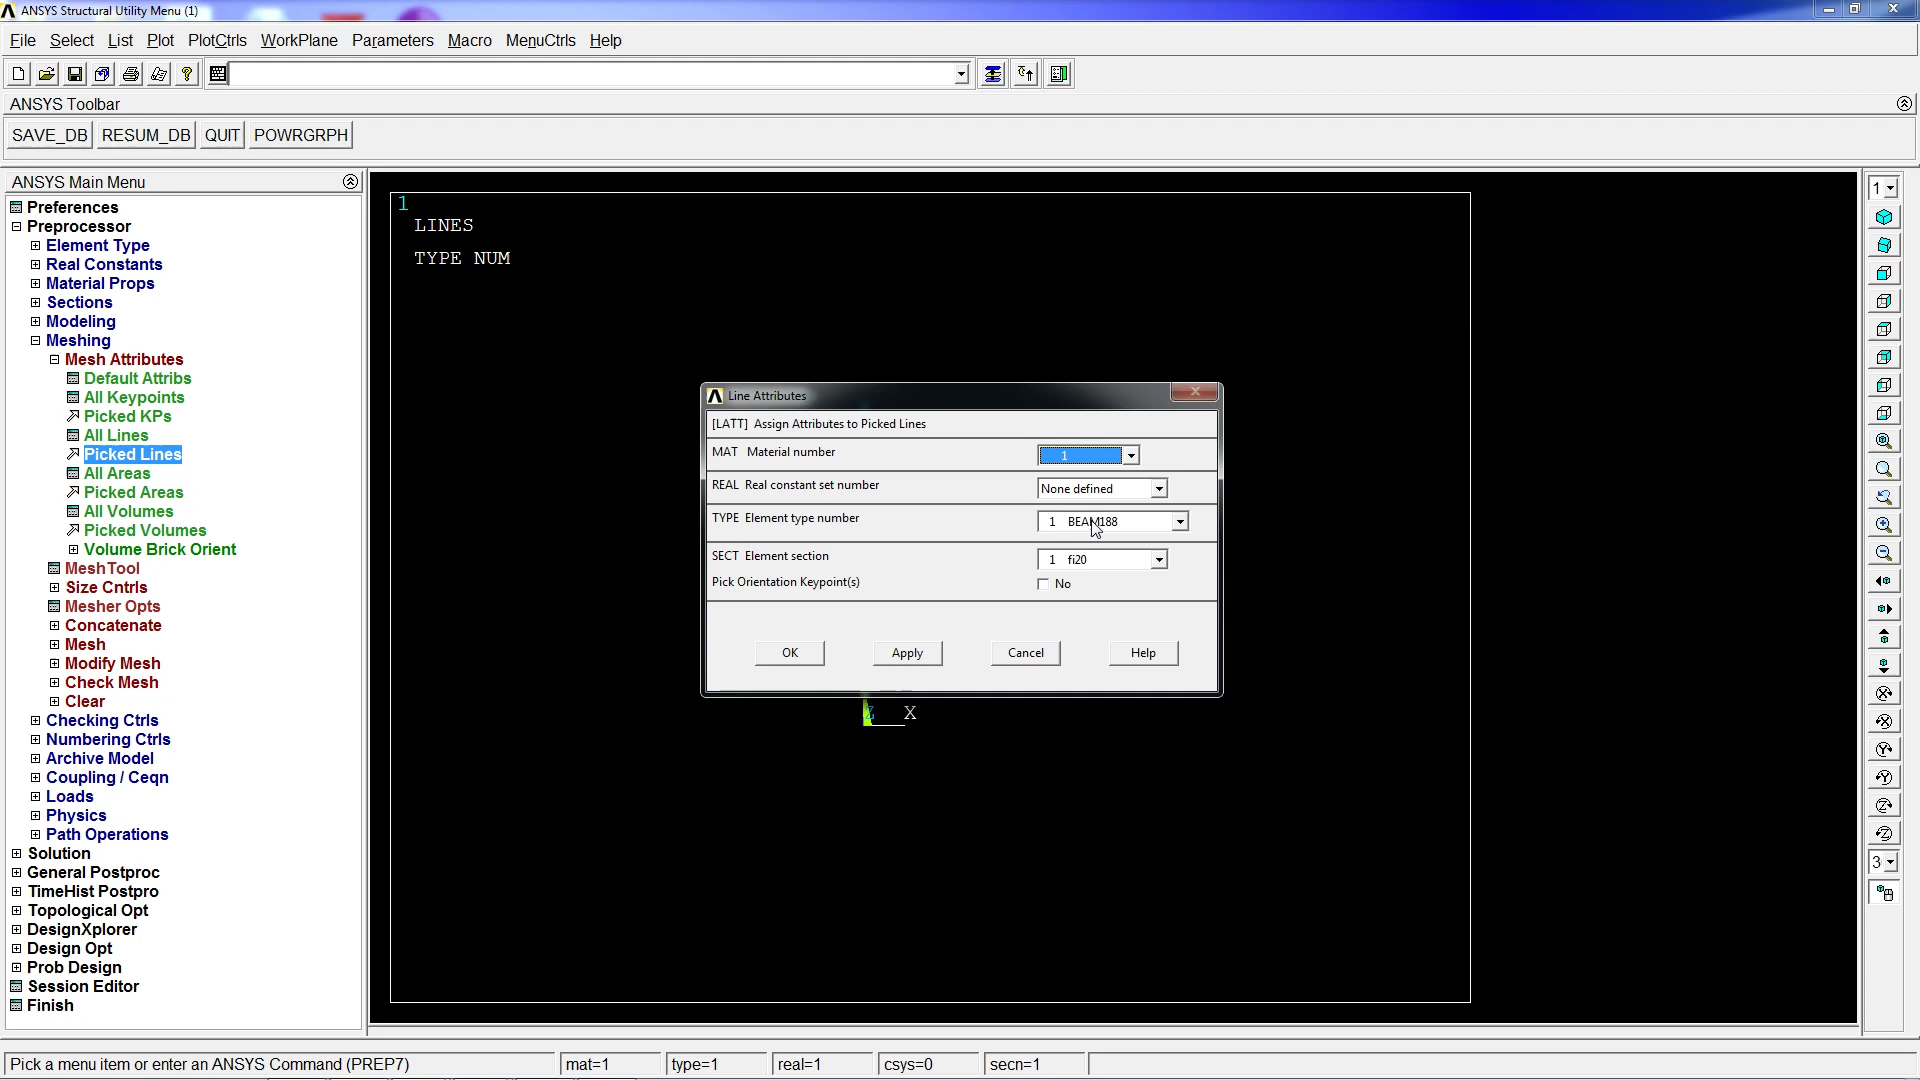 ANSYS Structural Utility Menu (1)
File Select List Plot PlotCtrls WorkPlane Parameters Macro MenuCtrls Help
ANSYS Toolbar
SAVE_DB RESUM_DB QUIT POWRGRPH
ANSYS Main Menu
Preferences
Preprocessor
Element Type
Real Constants
Material Props
Sections
Modeling
Meshing
Mesh Attributes
Default Attribs
All Keypoints
Picked KPs
All Lines
Picked Lines
All Areas
Picked Areas
All Volumes
Picked Volumes
Volume Brick Orient
MeshTool
Size Cntrls
Mesher Opts
Concatenate
Mesh
Modify Mesh
Check Mesh
Clear
Checking Ctrls
Numbering Ctrls
Archive Model
Coupling / Ceqn
Loads
Physics
Path Operations
Solution
General Postproc
TimeHist Postpro
Topological Opt
DesignXplorer
Design Opt
Prob Design
Session Editor
Finish
1
LINES
TYPE NUM
Line Attributes
[LATT] Assign Attributes to Picked Lines
MAT Material number 1
REAL Real constant set number None defined
TYPE Element type number 1 BEAM188
SECT Element section 1 fi20
Pick Orientation Keypoint(s) No
OK Apply Cancel Help
Z X
1
3
Pick a menu item or enter an ANSYS Command (PREP7) mat=1 type=1 real=1 csys=0 secn=1